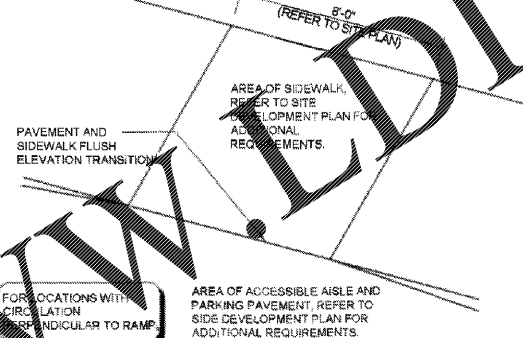 8'-0"
(REFER TO SITE PLAN)
AREA OF SIDEWALK,
REFER TO SITE
DEVELOPMENT PLAN FOR
ADDITIONAL
REQUIREMENTS.
PAVEMENT AND
SIDEWALK FLUSH
ELEVATION TRANSITION
FOR LOCATIONS WITH
CIRCULATION
PERPENDICULAR TO RAMP.
AREA OF ACCESSIBLE AISLE AND
PARKING PAVEMENT, REFER TO
SIDE DEVELOPMENT PLAN FOR
ADDITIONAL REQUIREMENTS.